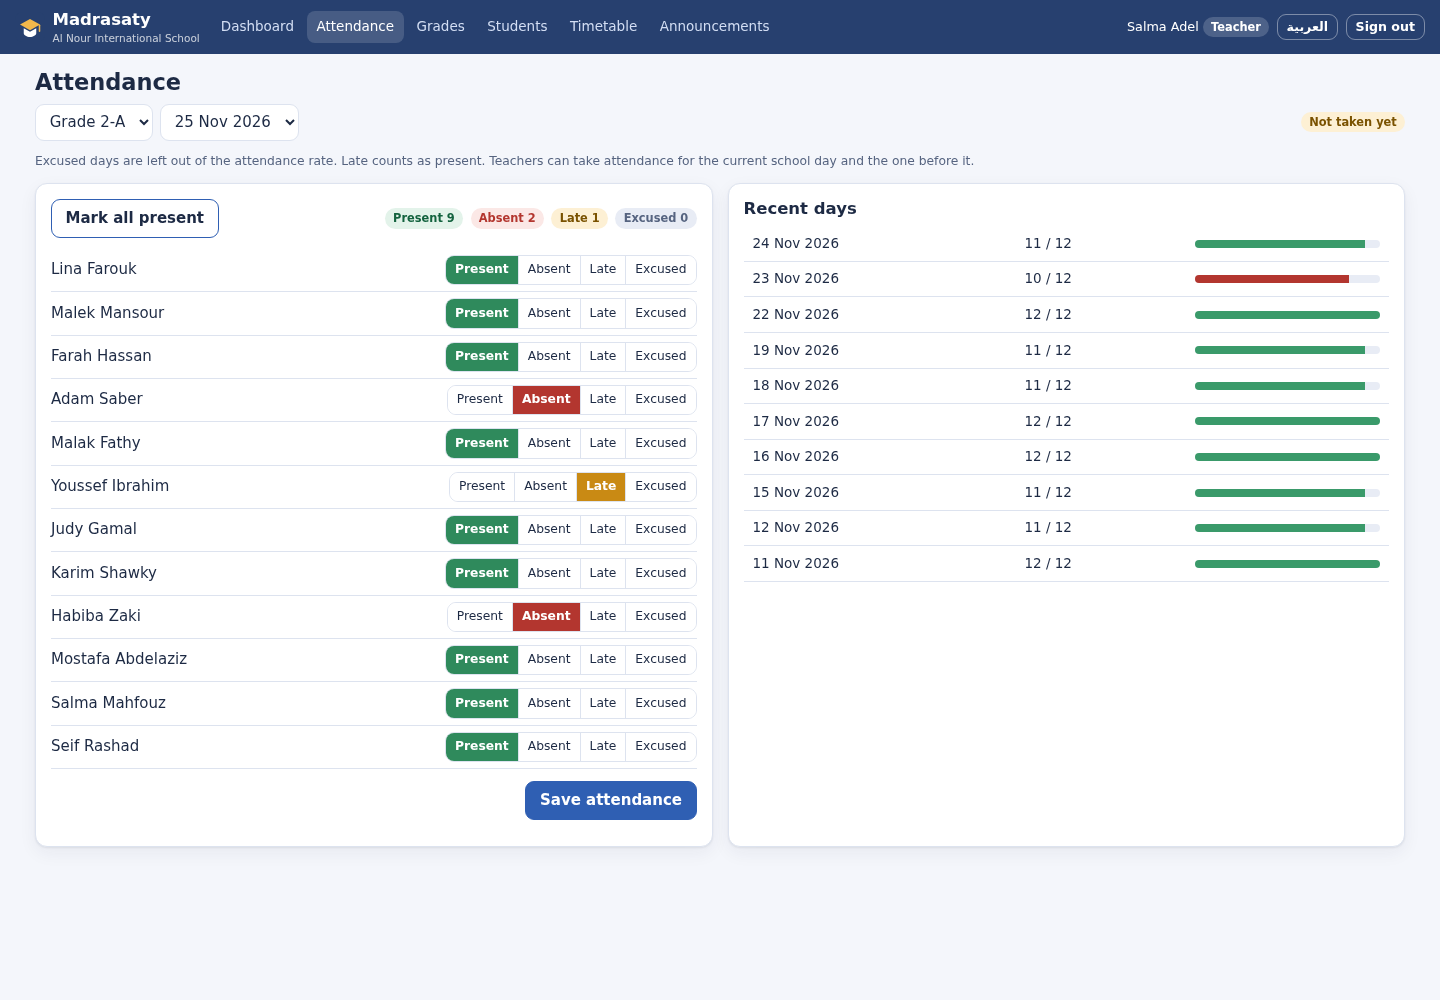 Madrasaty
Al Nour International School
Dashboard Attendance Grades Students Timetable Announcements
Salma Adel Teacher العربية Sign out
Attendance
Grade 2-A 25 Nov 2026 Not taken yet
Excused days are left out of the attendance rate. Late counts as present. Teachers can take attendance for the current school day and the one before it.
Mark all present Present 9 Absent 2 Late 1 Excused 0
Lina Farouk Present Absent Late Excused
Malek Mansour Present Absent Late Excused
Farah Hassan Present Absent Late Excused
Adam Saber Present Absent Late Excused
Malak Fathy Present Absent Late Excused
Youssef Ibrahim Present Absent Late Excused
Judy Gamal Present Absent Late Excused
Karim Shawky Present Absent Late Excused
Habiba Zaki Present Absent Late Excused
Mostafa Abdelaziz Present Absent Late Excused
Salma Mahfouz Present Absent Late Excused
Seif Rashad Present Absent Late Excused
Save attendance
Recent days
24 Nov 2026 11 / 12
23 Nov 2026 10 / 12
22 Nov 2026 12 / 12
19 Nov 2026 11 / 12
18 Nov 2026 11 / 12
17 Nov 2026 12 / 12
16 Nov 2026 12 / 12
15 Nov 2026 11 / 12
12 Nov 2026 11 / 12
11 Nov 2026 12 / 12